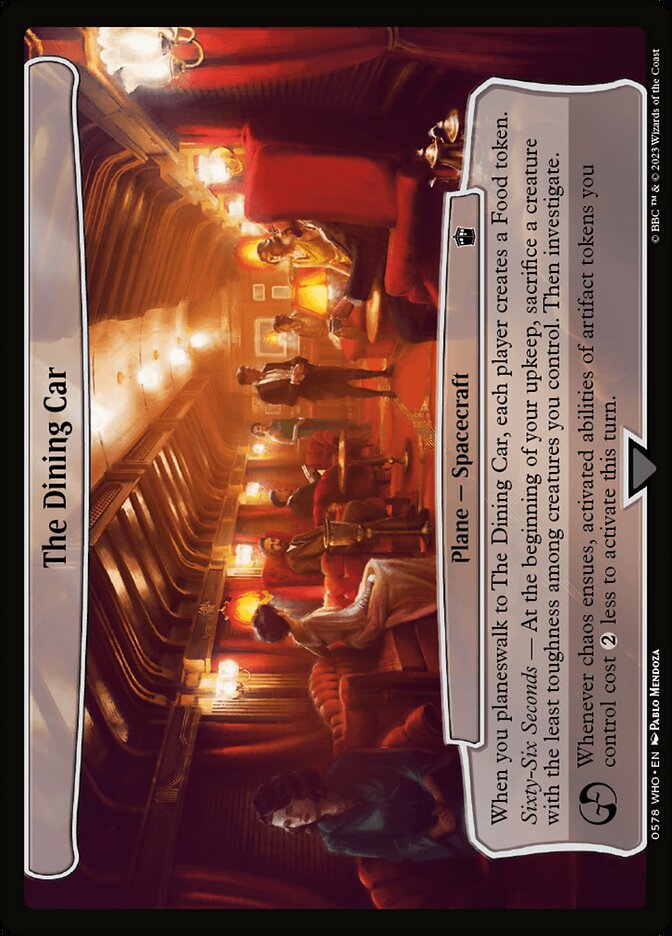 The Dining Car
Plane — Spacecraft
When you planeswalk to The Dining Car, each player creates a Food token.
Sixty-Six Seconds — At the beginning of your upkeep, sacrifice a creature
with the least toughness among creatures you control. Then investigate.
Whenever chaos ensues, activated abilities of artifact tokens you
control cost 2 less to activate this turn.
0578 WHO • EN Pablo Mendoza
© BBC ™ & © 2023 Wizards of the Coast